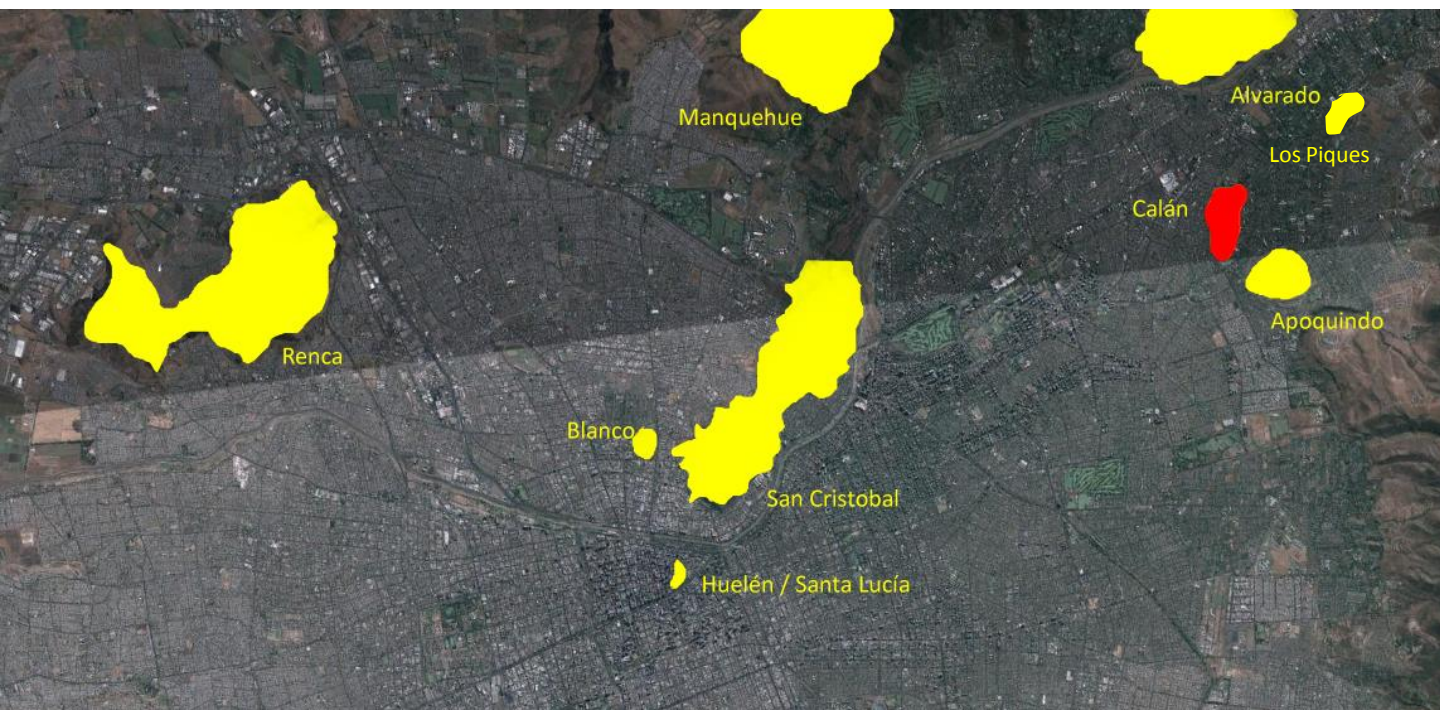 Alvarado
Manquehue
Los Piques
Calán
Apoquindo
Renca
Blanco
San Cristobal
Huelén / Santa Lucía